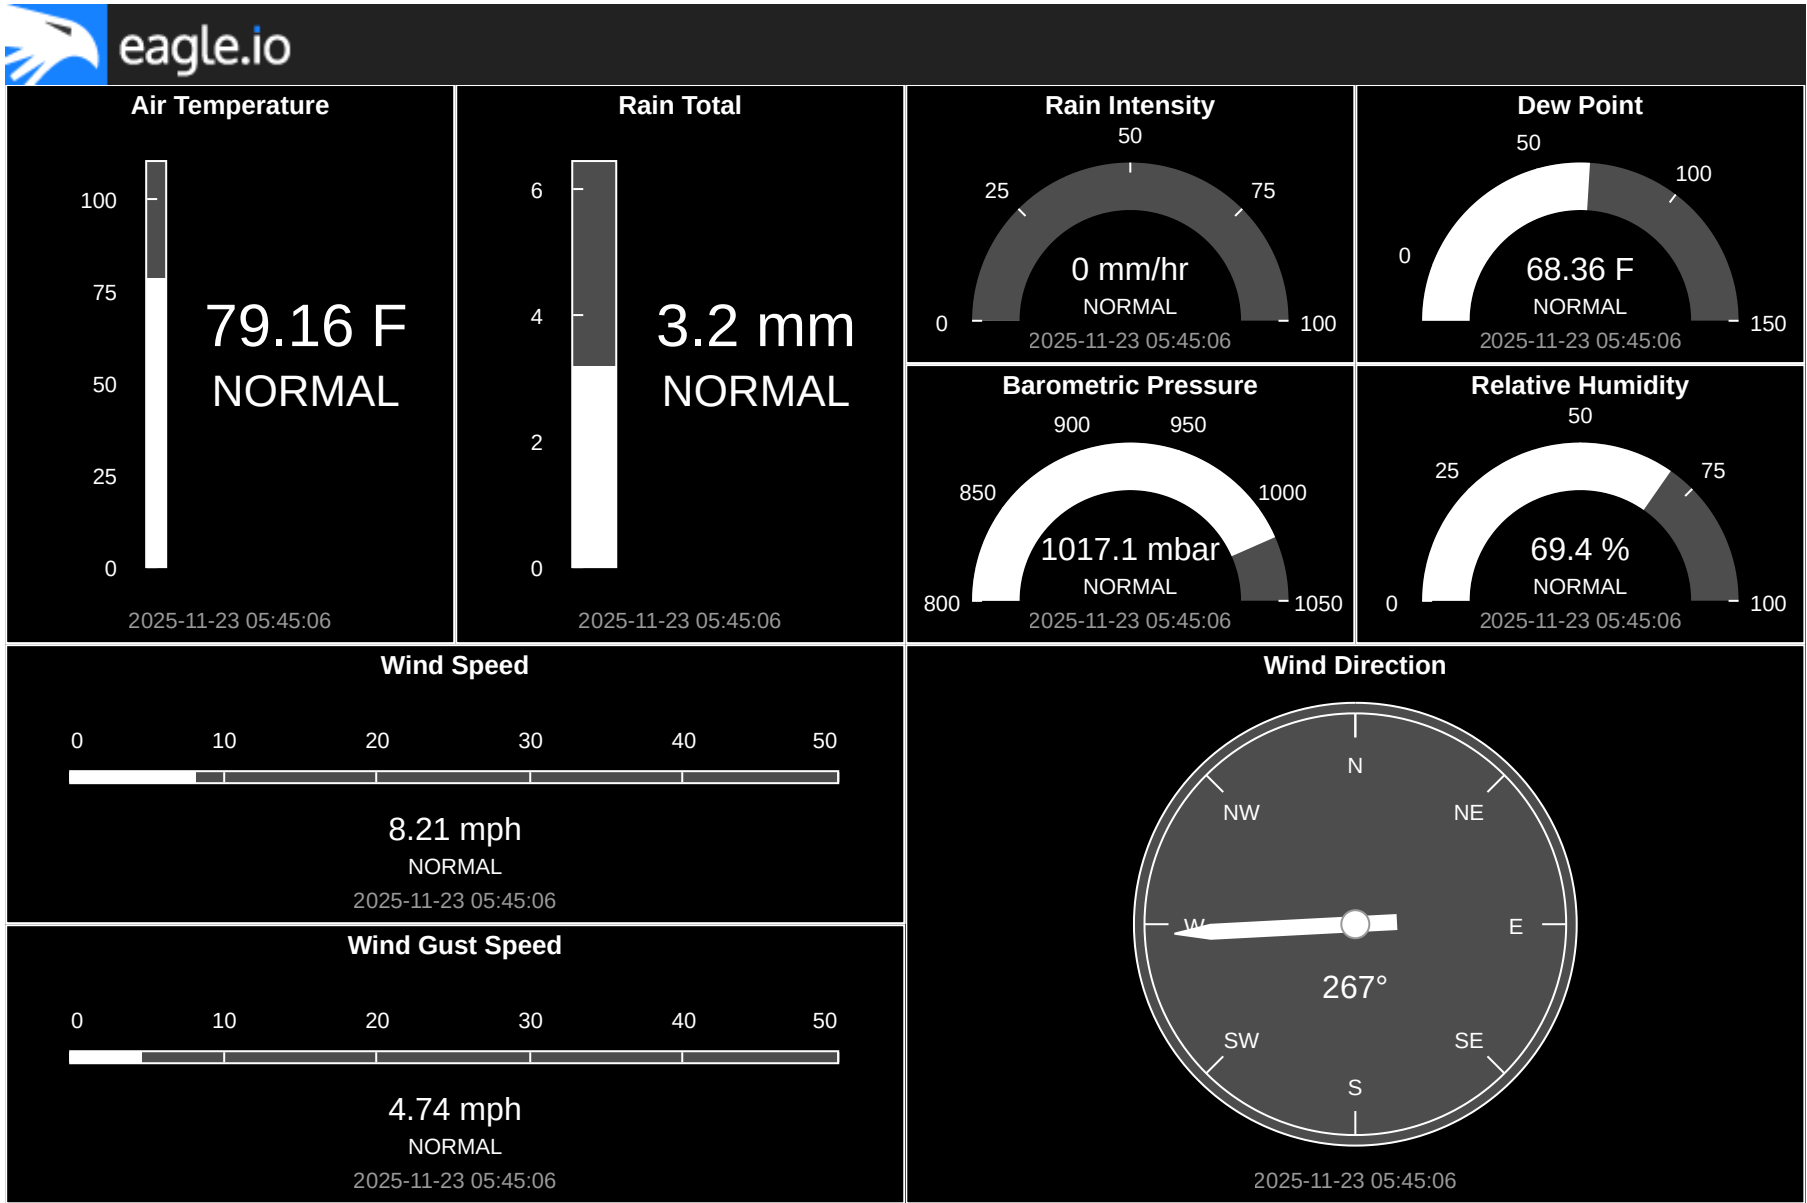 eagle.io
Air Temperature
100
75
50
25
0
79.16 F
NORMAL
2025-11-23 05:45:06
Rain Total
6
4
2
0
3.2 mm
NORMAL
2025-11-23 05:45:06
Rain Intensity
0
25
50
75
100
0 mm/hr
NORMAL
2025-11-23 05:45:06
Dew Point
0
50
100
150
68.36 F
NORMAL
2025-11-23 05:45:06
Barometric Pressure
800
850
900
950
1000
1050
1017.1 mbar
NORMAL
2025-11-23 05:45:06
Relative Humidity
0
25
50
75
100
69.4 %
NORMAL
2025-11-23 05:45:06
Wind Speed
0 10 20 30 40 50
8.21 mph
NORMAL
2025-11-23 05:45:06
Wind Gust Speed
0 10 20 30 40 50
4.74 mph
NORMAL
2025-11-23 05:45:06
Wind Direction
N
NW NE
W E
267°
SW SE
S
2025-11-23 05:45:06